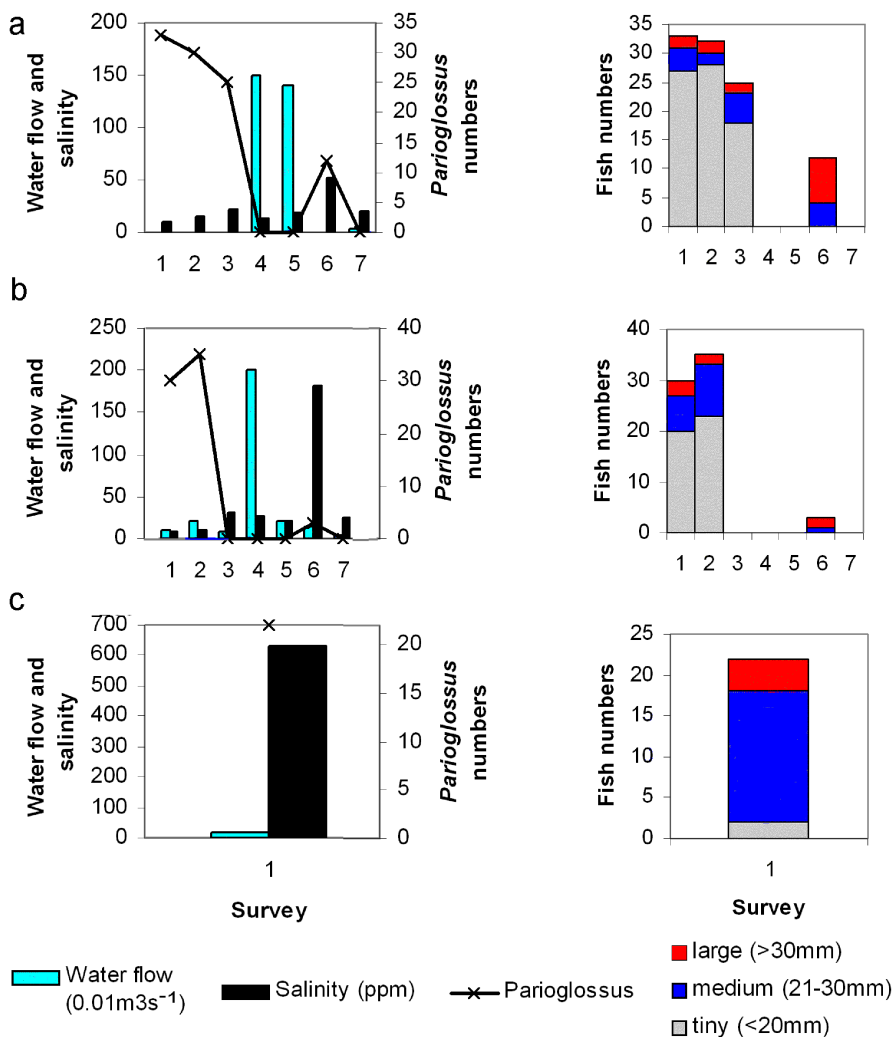 a
Water flow and
salinity
200
150
100
50
0
35
30
25
20
15
10
5
0
Parioglossus
numbers
1 2 3 4 5 6 7
Fish numbers
35
30
25
20
15
10
5
0
1 2 3 4 5 6 7
b
Water flow and
salinity
250
200
150
100
50
0
40
30
20
10
0
Parioglossus
numbers
1 2 3 4 5 6 7
Fish numbers
40
30
20
10
0
1 2 3 4 5 6 7
c
Water flow and
salinity
700
600
500
400
300
200
100
0
20
15
10
5
0
Parioglossus
numbers
1
Survey
Fish numbers
25
20
15
10
5
0
1
Survey
Water flow
(0.01m3s⁻¹)
Salinity (ppm)
Parioglossus
large (>30mm)
medium (21-30mm)
tiny (<20mm)